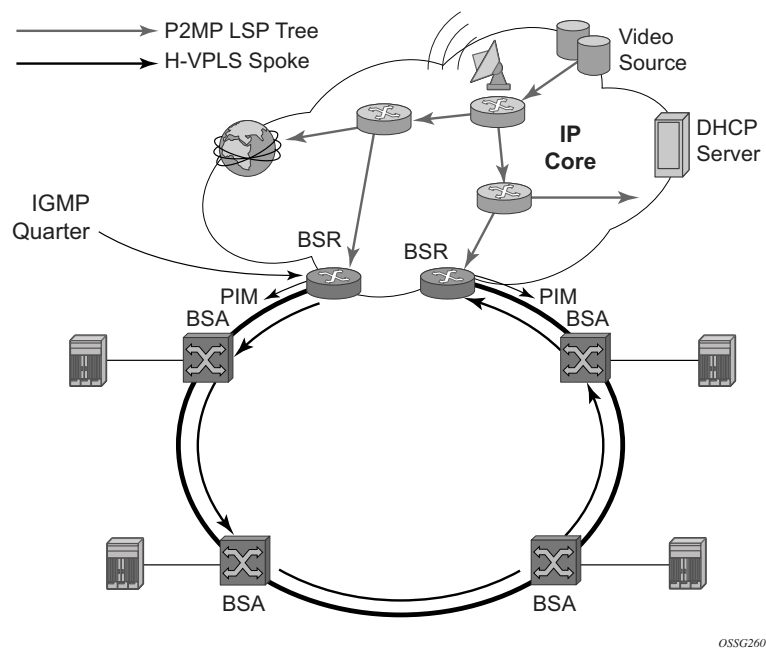 P2MP LSP Tree
H-VPLS Spoke
Video
Source
IP
Core
DHCP
Server
IGMP
Quarter
BSR
BSR
PIM
PIM
BSA
BSA
BSA
BSA
OSSG260